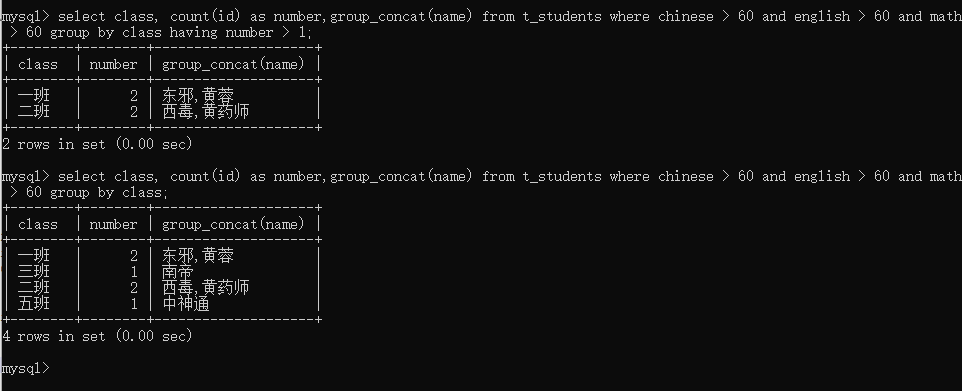 mysql> select class, count(id) as number,group_concat(name) from t_students where chinese > 60 and english > 60 and math
 > 60 group by class having number > 1;
+--------+--------+--------------------+
| class  | number | group_concat(name) |
+--------+--------+--------------------+
| 一班   |      2 | 东邪,黄蓉          |
| 二班   |      2 | 西毒,黄药师        |
+--------+--------+--------------------+
2 rows in set (0.00 sec)
mysql> select class, count(id) as number,group_concat(name) from t_students where chinese > 60 and english > 60 and math
 > 60 group by class;
+--------+--------+--------------------+
| class  | number | group_concat(name) |
+--------+--------+--------------------+
| 一班   |      2 | 东邪,黄蓉          |
| 三班   |      1 | 南帝               |
| 二班   |      2 | 西毒,黄药师        |
| 五班   |      1 | 中神通             |
+--------+--------+--------------------+
4 rows in set (0.00 sec)
mysql>